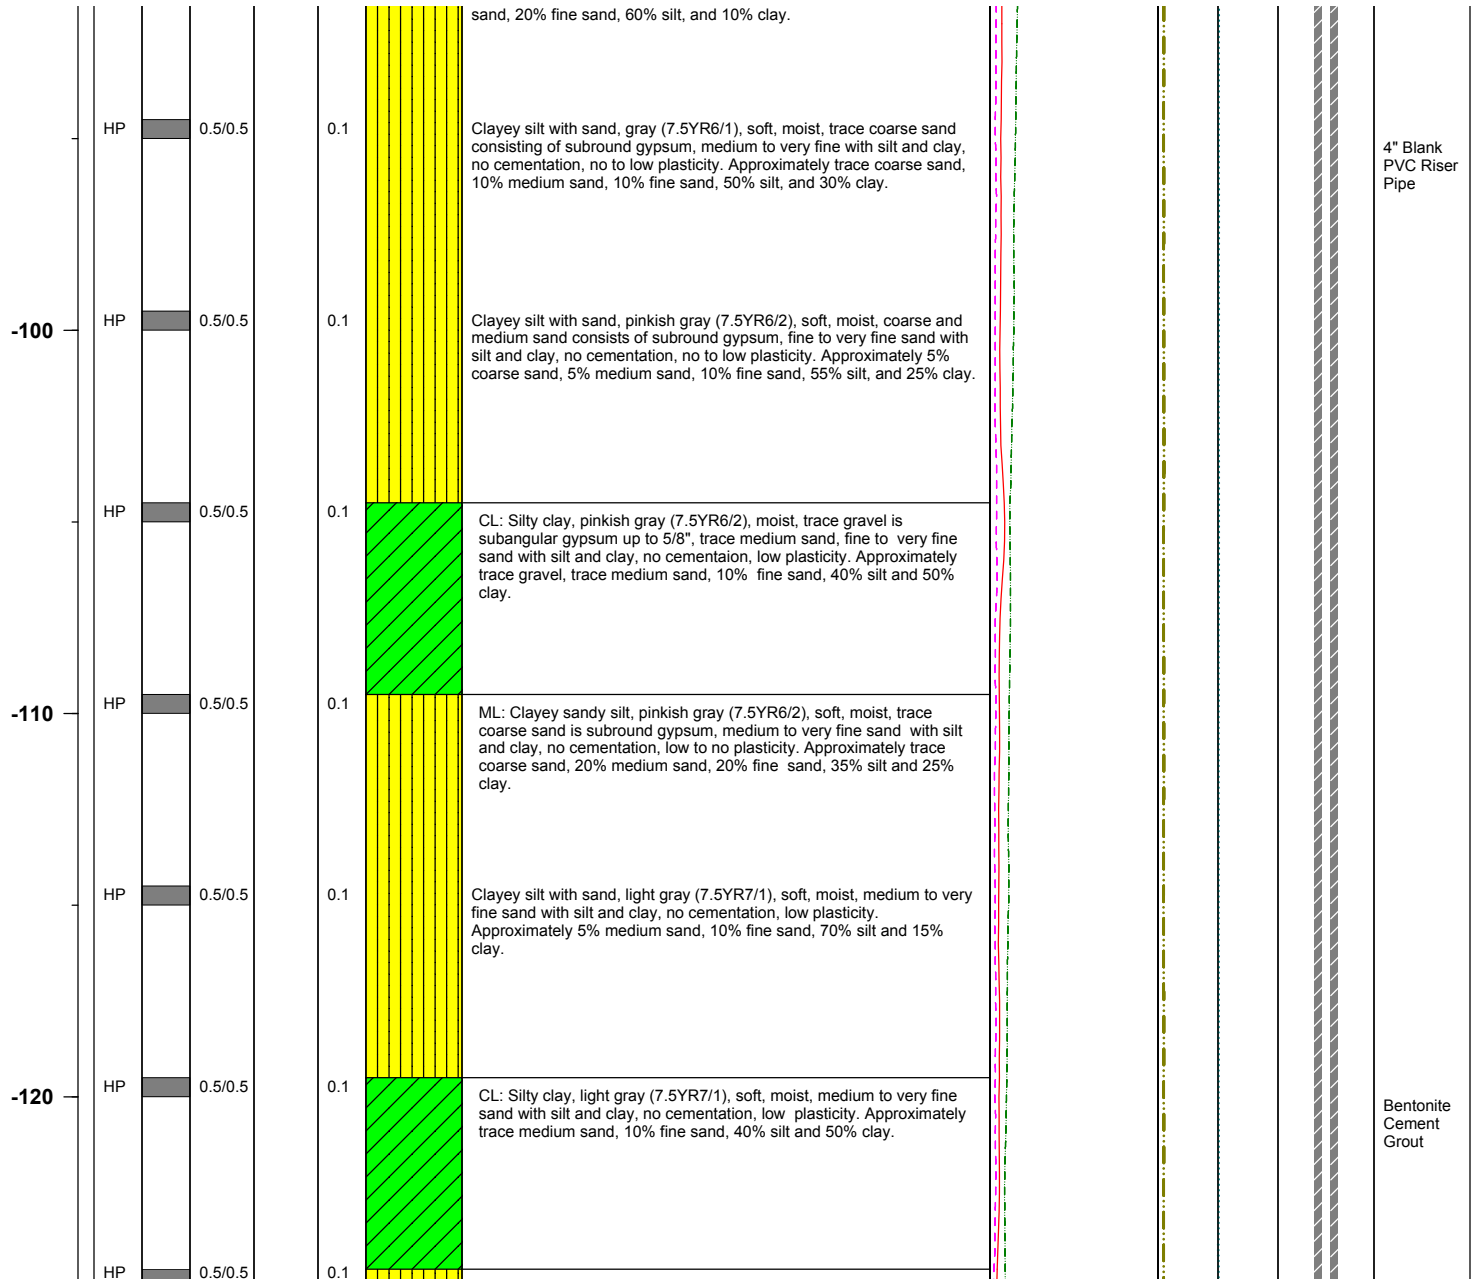 sand, 20% fine sand, 60% silt, and 10% clay.
HP 0.5/0.5 0.1 Clayey silt with sand, gray (7.5YR6/1), soft, moist, trace coarse sand
consisting of subround gypsum, medium to very fine with silt and clay,
no cementation, no to low plasticity. Approximately trace coarse sand,
10% medium sand, 10% fine sand, 50% silt, and 30% clay.
4" Blank
PVC Riser
Pipe
-100 HP 0.5/0.5 0.1 Clayey silt with sand, pinkish gray (7.5YR6/2), soft, moist, coarse and
medium sand consists of subround gypsum, fine to very fine sand with
silt and clay, no cementation, no to low plasticity. Approximately 5%
coarse sand, 5% medium sand, 10% fine sand, 55% silt, and 25% clay.
HP 0.5/0.5 0.1 CL: Silty clay, pinkish gray (7.5YR6/2), moist, trace gravel is
subangular gypsum up to 5/8", trace medium sand, fine to very fine
sand with silt and clay, no cementaion, low plasticity. Approximately
trace gravel, trace medium sand, 10% fine sand, 40% silt and 50%
clay.
-110 HP 0.5/0.5 0.1 ML: Clayey sandy silt, pinkish gray (7.5YR6/2), soft, moist, trace
coarse sand is subround gypsum, medium to very fine sand with silt
and clay, no cementation, low to no plasticity. Approximately trace
coarse sand, 20% medium sand, 20% fine sand, 35% silt and 25%
clay.
HP 0.5/0.5 0.1 Clayey silt with sand, light gray (7.5YR7/1), soft, moist, medium to very
fine sand with silt and clay, no cementation, low plasticity.
Approximately 5% medium sand, 10% fine sand, 70% silt and 15%
clay.
-120 HP 0.5/0.5 0.1 CL: Silty clay, light gray (7.5YR7/1), soft, moist, medium to very fine
sand with silt and clay, no cementation, low plasticity. Approximately
trace medium sand, 10% fine sand, 40% silt and 50% clay.
Bentonite
Cement
Grout
HP 0.5/0.5 0.1